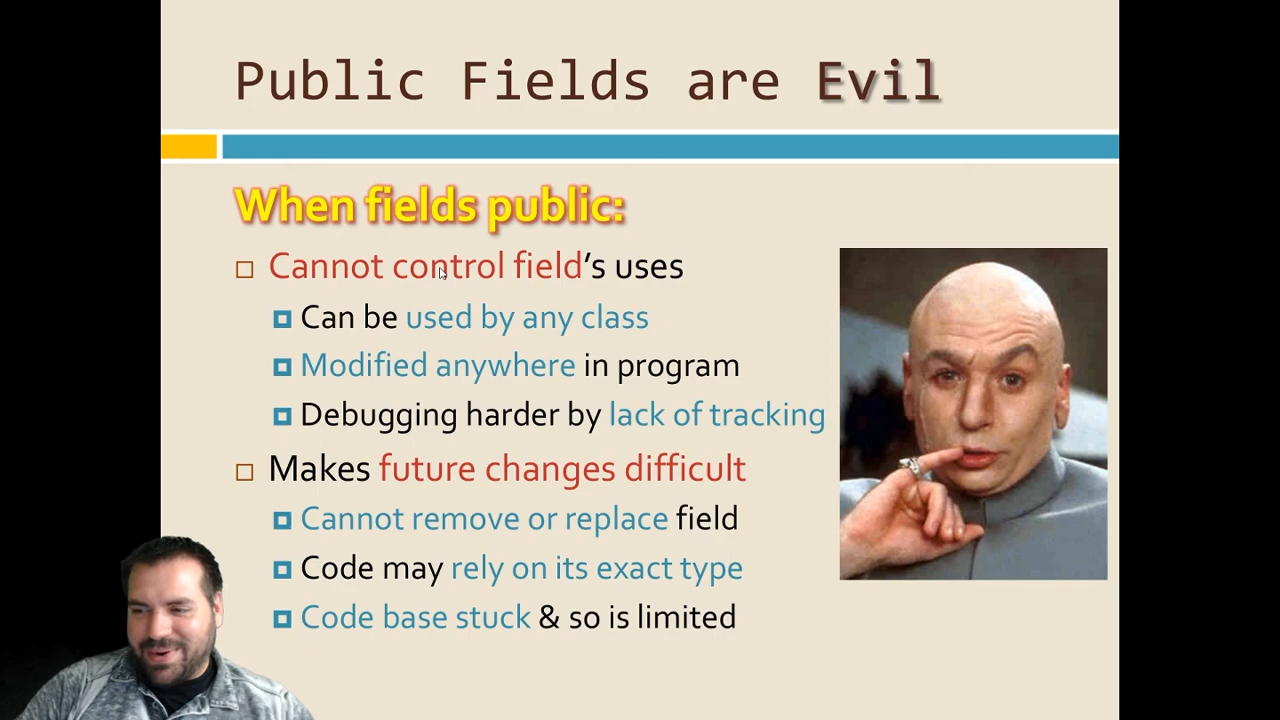 Public Fields are Evil
When fields public:
Cannot control field's uses
Can be used by any class
Modified anywhere in program
Debugging harder by lack of tracking
Makes future changes difficult
Cannot remove or replace field
Code may rely on its exact type
Code base stuck & so is limited